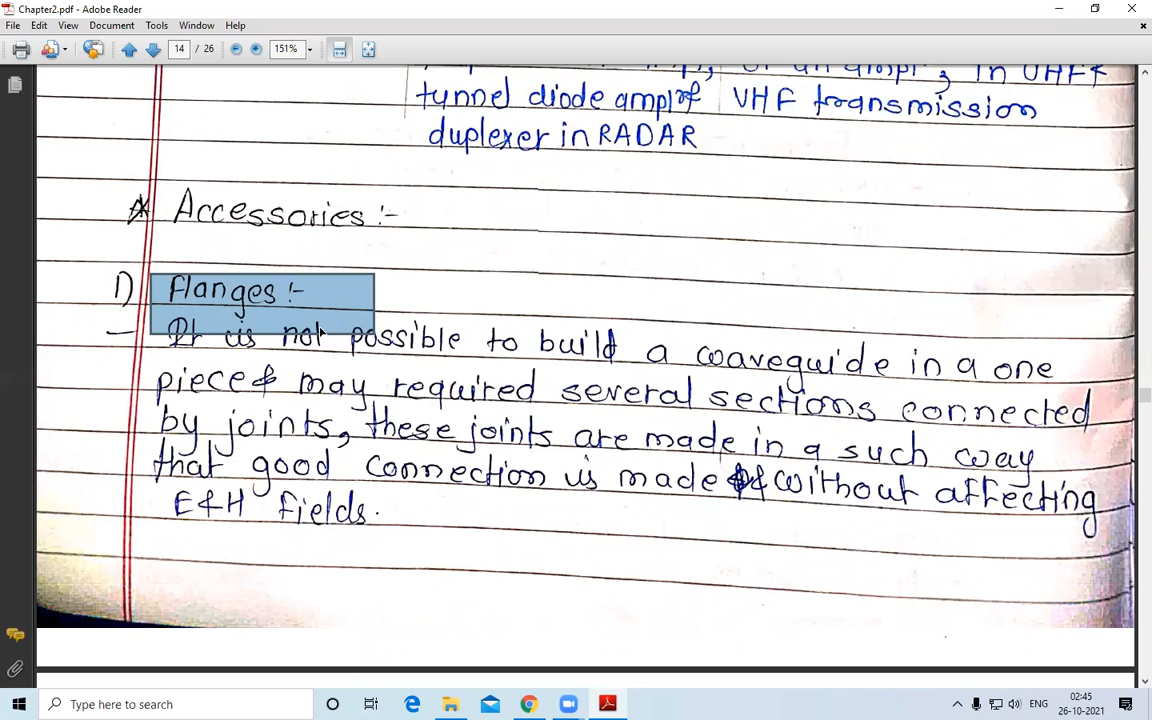 Chapter2.pdf - Adobe Reader
File Edit View Document Tools Window Help
14 / 26 151%
in UHF &
tunnel diode amplr of VHF transmission
duplexer in RADAR
* Accessories :-
1) Flanges :-
- It is not possible to build a waveguide in a one
piece & may required several sections connected
by joints, these joints are made in a such way
that good connection is made & without affecting
E & H fields.
Type here to search
ENG
02:45
26-10-2021